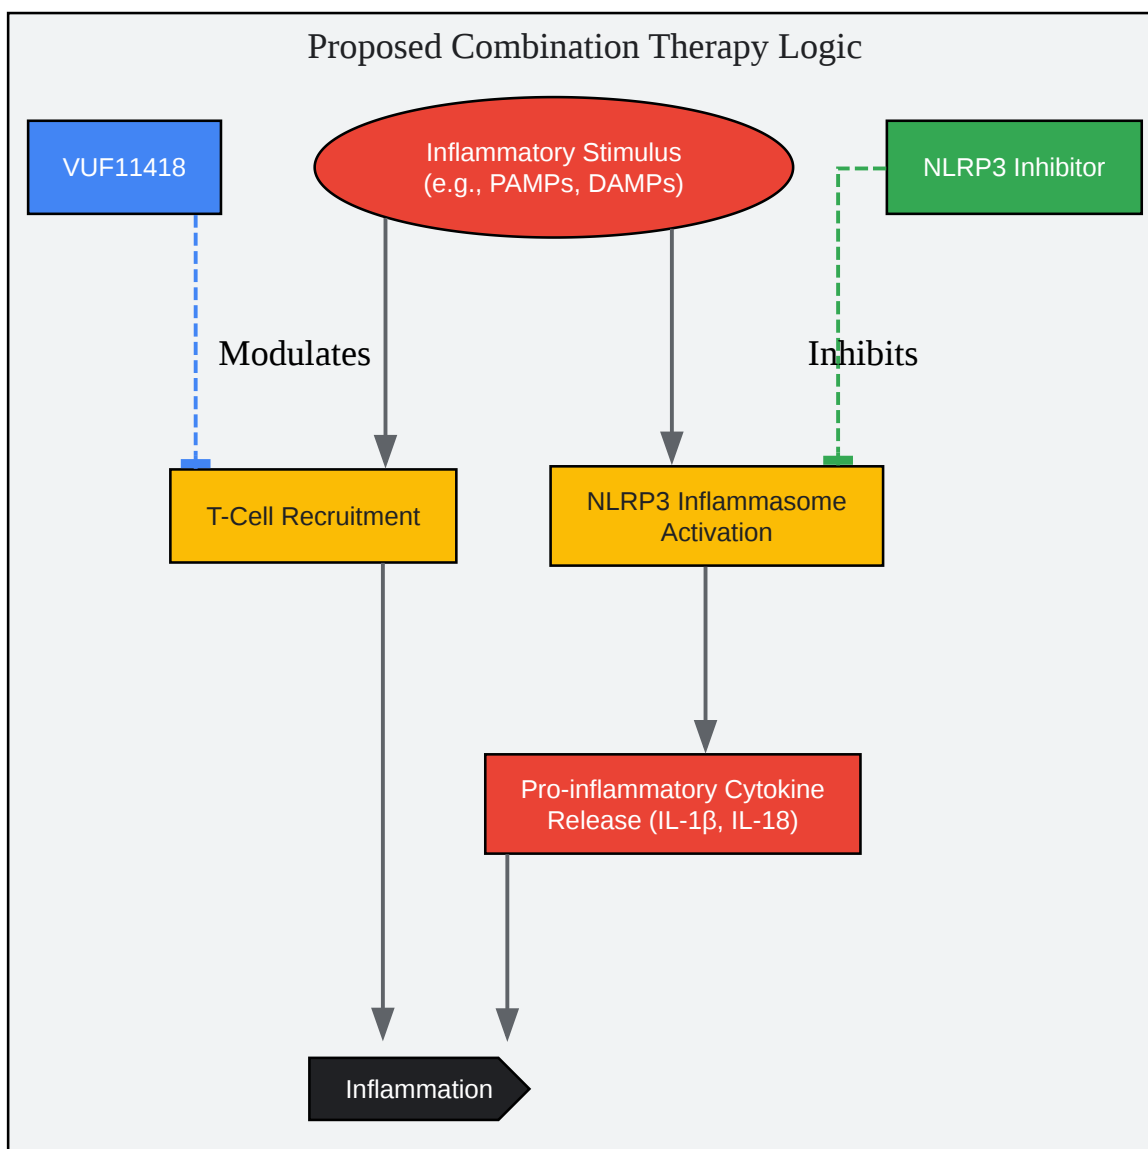 Proposed Combination Therapy Logic
VUF11418
Inflammatory Stimulus
(e.g., PAMPs, DAMPs)
NLRP3 Inhibitor
Modulates
Inhibits
T-Cell Recruitment
NLRP3 Inflammasome
Activation
Pro-inflammatory Cytokine
Release (IL-1β, IL-18)
Inflammation